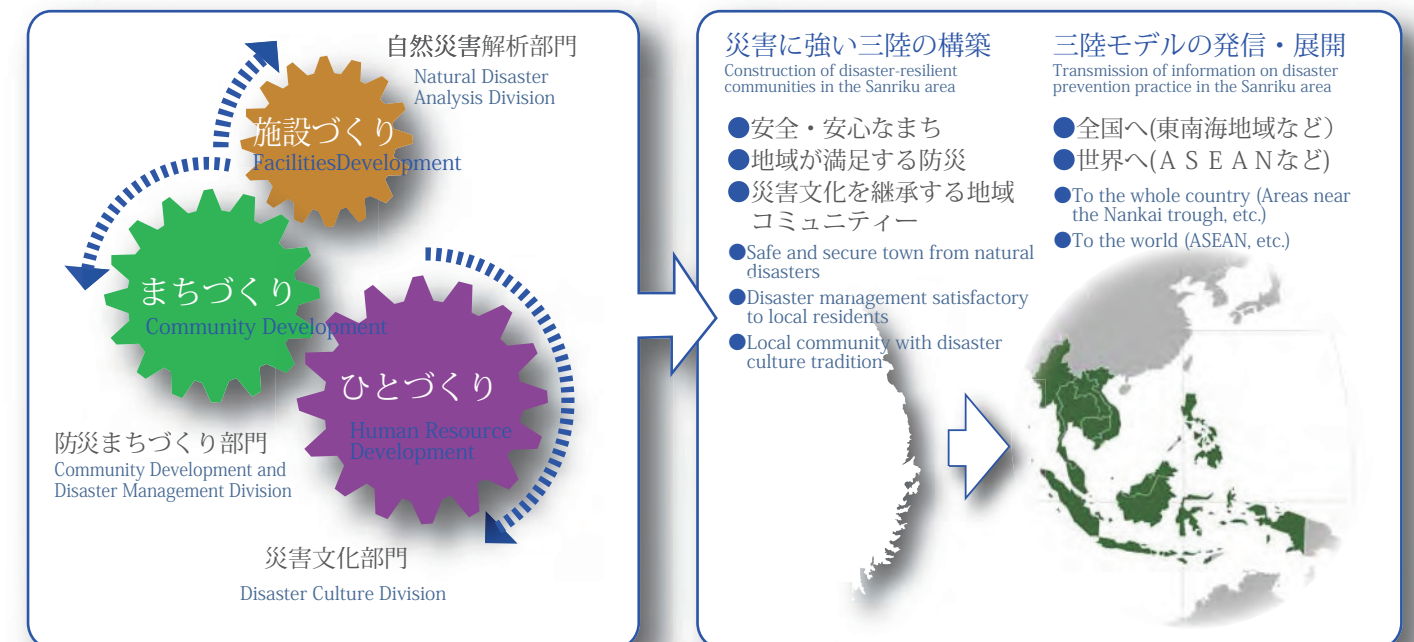 自然災害解析部門
Natural Disaster
Analysis Division
施設づくり
FacilitiesDevelopment
まちづくり
Community Development
ひとづくり
Human Resource
Development
防災まちづくり部門
Community Development and
Disaster Management Division
災害文化部門
Disaster Culture Division
災害に強い三陸の構築
Construction of disaster-resilient
communities in the Sanriku area
●安全・安心なまち
●地域が満足する防災
●災害文化を継承する地域
コミュニティー
●Safe and secure town from natural
disasters
●Disaster management satisfactory
to local residents
●Local community with disaster
culture tradition
三陸モデルの発信・展開
Transmission of information on disaster
prevention practice in the Sanriku area
●全国へ(東南海地域など）
●世界へ(ＡＳＥＡＮなど)
●To the whole country (Areas near
the Nankai trough, etc.)
●To the world (ASEAN, etc.)